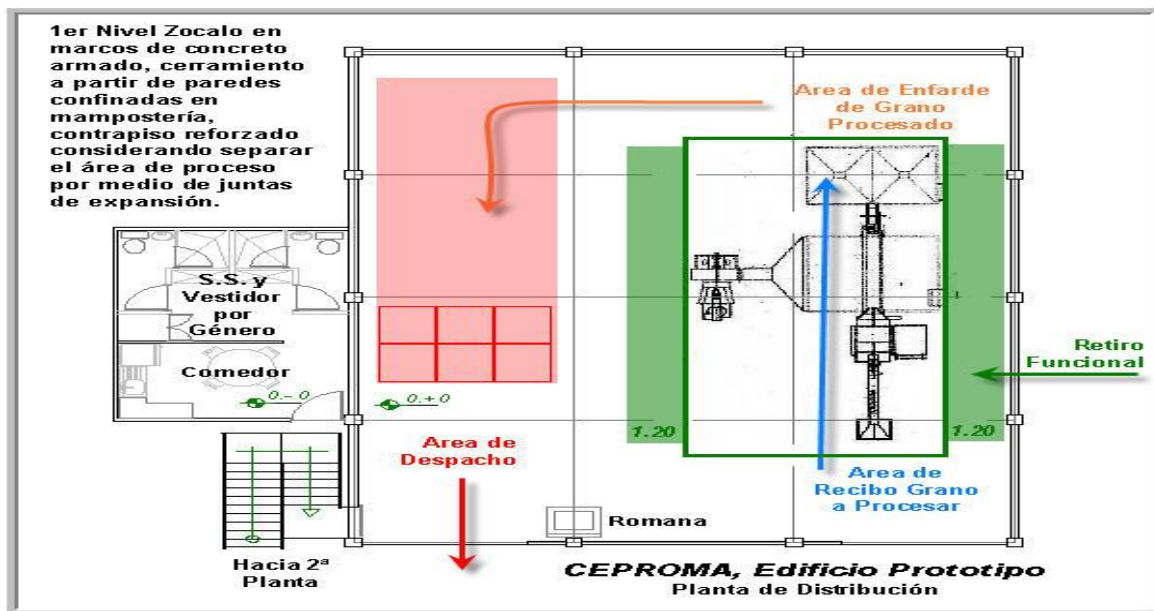 1er Nivel Zocalo en
marcos de concreto
armado, cerramiento
a partir de paredes
confinadas en
mampostería,
contrapiso reforzado
considerando separar
el área de proceso
por medio de juntas
de expansión.
Area de Enfarde
de Grano
Procesado
S.S. y
Vestidor
por
Género
Comedor
0.- 0
0.+ 0
Retiro
Funcional
1.20
1.20
Area de
Despacho
Area de
Recibo Grano
a Procesar
Romana
Hacia 2ª
Planta
CEPROMA, Edificio Prototipo
Planta de Distribución